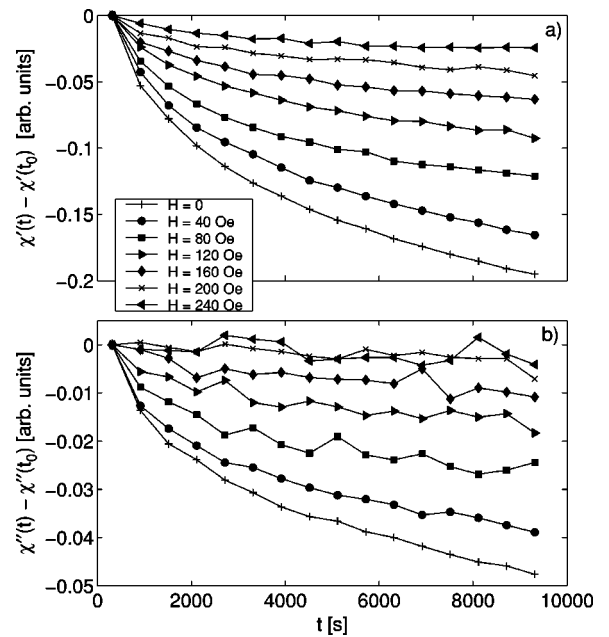 a)
0
−0.05
−0.1
−0.15
−0.2
χ'(t) − χ'(t₀) [arb. units]
H = 0
H = 40 Oe
H = 80 Oe
H = 120 Oe
H = 160 Oe
H = 200 Oe
H = 240 Oe
b)
0
−0.01
−0.02
−0.03
−0.04
−0.05
χ''(t) − χ''(t₀) [arb. units]
0 2000 4000 6000 8000 10000
t [s]